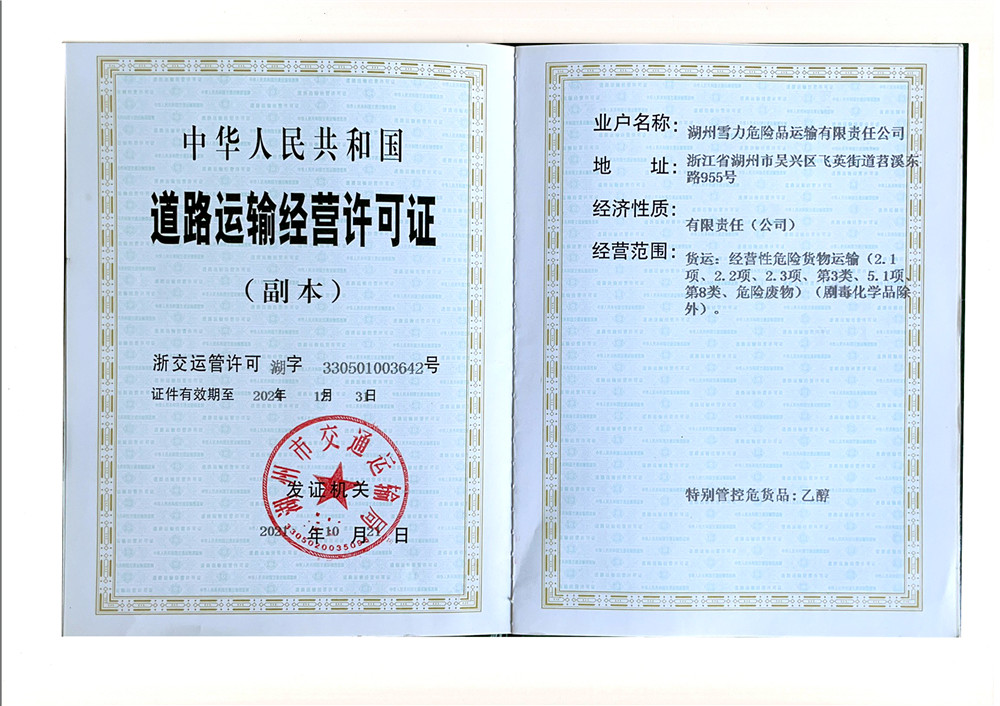 中华人民共和国
道路运输经营许可证
（副本）
浙交运管许可 湖字 330501003642号
证件有效期至 202 年 12月 31日
湖州市交通运输局
发证机关
2021 年 10 月 21 日
业户名称： 湖州雪力危险品运输有限责任公司
地 址： 浙江省湖州市吴兴区飞英街道苕溪东
路955号
经济性质： 有限责任（公司）
经营范围： 货运：经营性危险货物运输（2.1
项、2.2项、2.3项、第3类、5.1项、
第8类、危险废物）（剧毒化学品除
外）。
特别管控危货品：乙醇